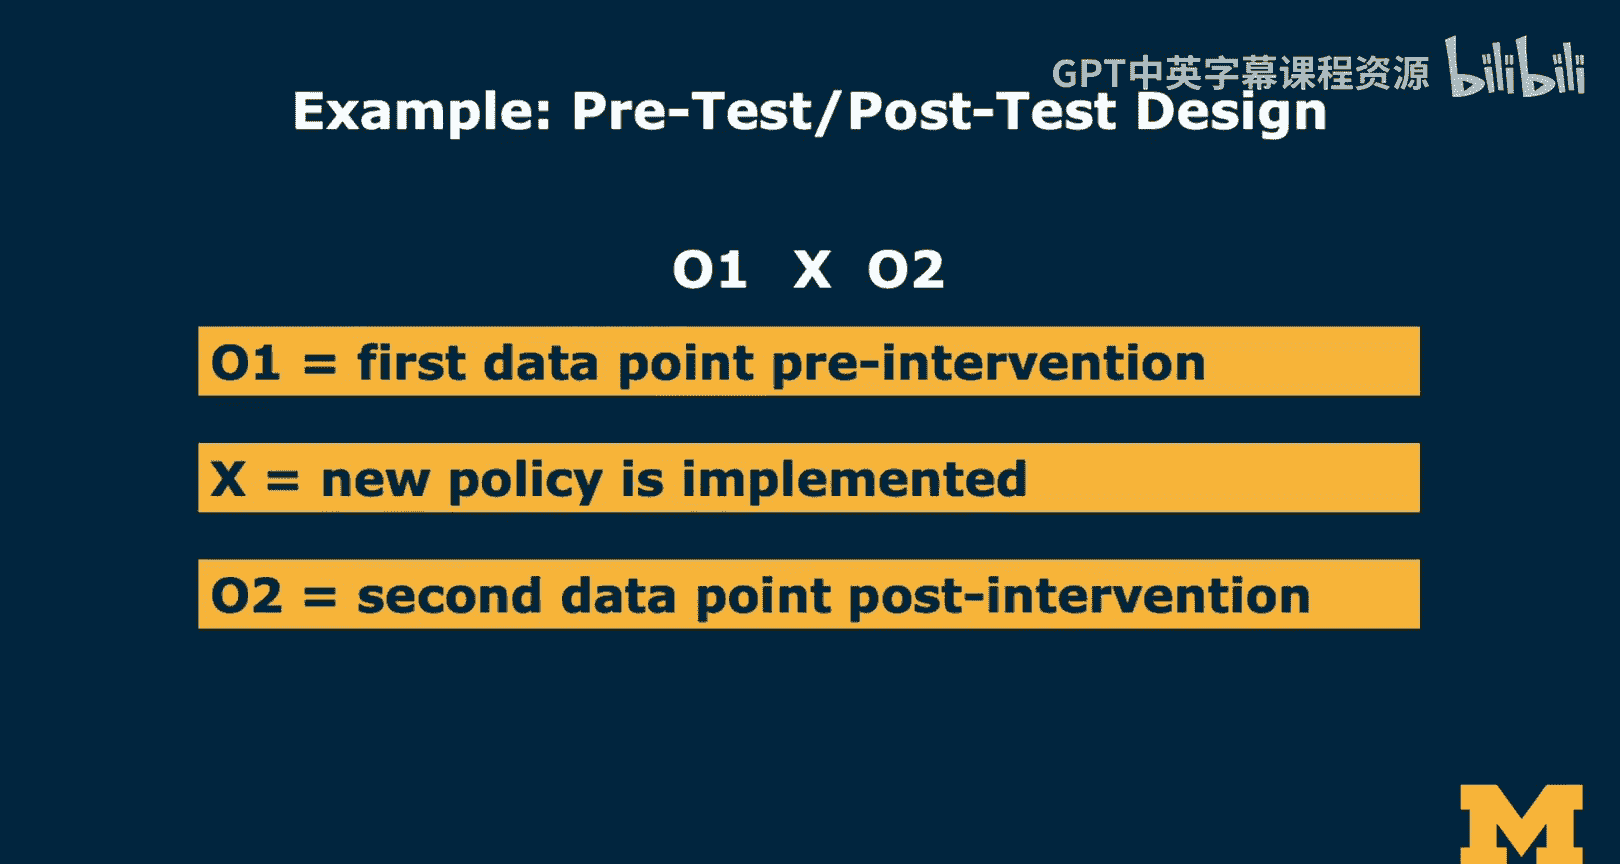 GPT中英字幕课程资源 bilibili
Example: Pre-Test/Post-Test Design
O1 X O2
O1 = first data point pre-intervention
X = new policy is implemented
O2 = second data point post-intervention
M